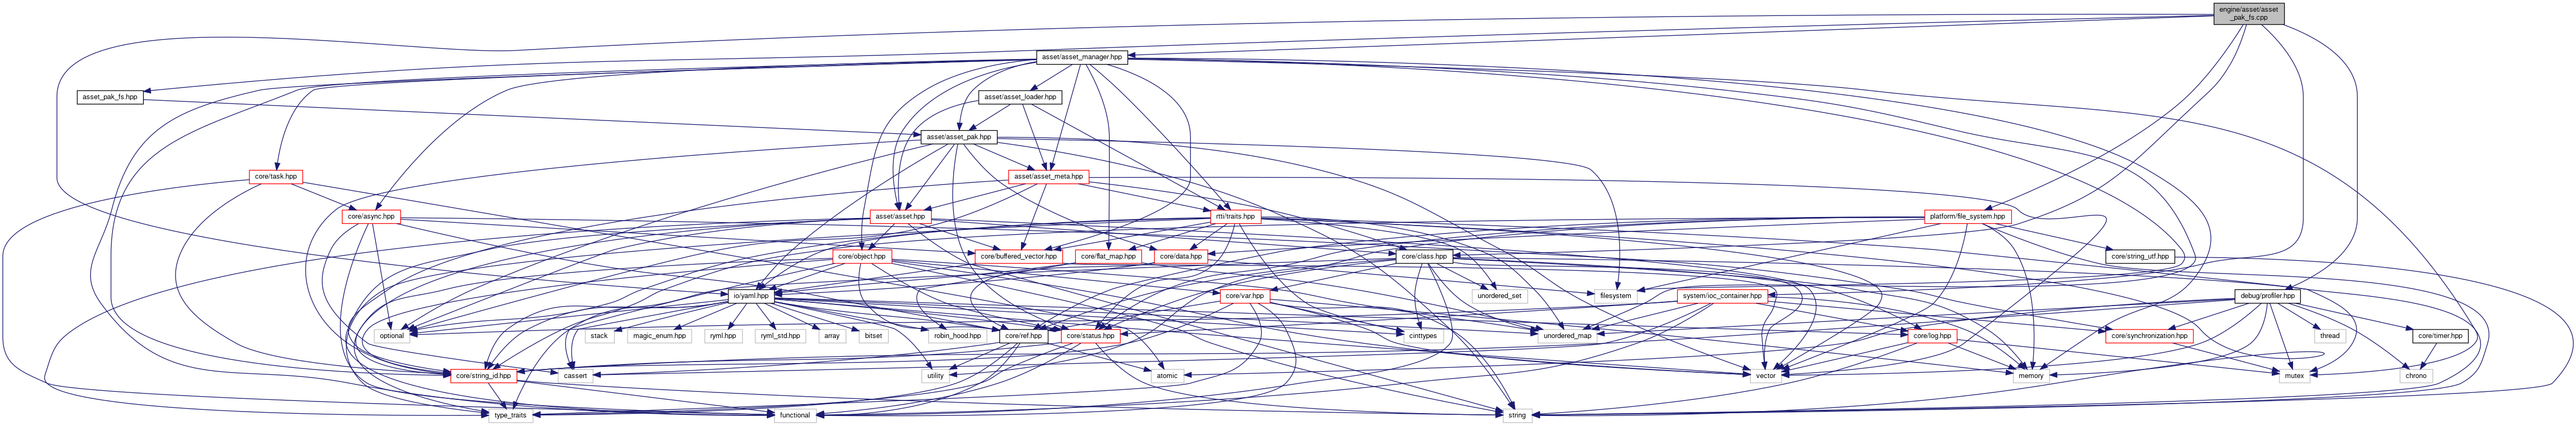 engine/asset/asset
_pak_fs.cpp
asset/asset_manager.hpp
asset_pak_fs.hpp
asset/asset_loader.hpp
asset/asset_pak.hpp
core/task.hpp
asset/asset_meta.hpp
core/async.hpp
asset/asset.hpp
rtti/traits.hpp
platform/file_system.hpp
core/object.hpp
core/buffered_vector.hpp
core/flat_map.hpp
core/data.hpp
core/class.hpp
core/string_utf.hpp
io/yaml.hpp
core/var.hpp
unordered_set
filesystem
system/ioc_container.hpp
debug/profiler.hpp
optional
stack
magic_enum.hpp
ryml.hpp
ryml_std.hpp
array
bitset
robin_hood.hpp
core/ref.hpp
core/status.hpp
cinttypes
unordered_map
core/log.hpp
core/synchronization.hpp
thread
core/timer.hpp
core/string_id.hpp
cassert
utility
atomic
vector
memory
mutex
chrono
type_traits
functional
string